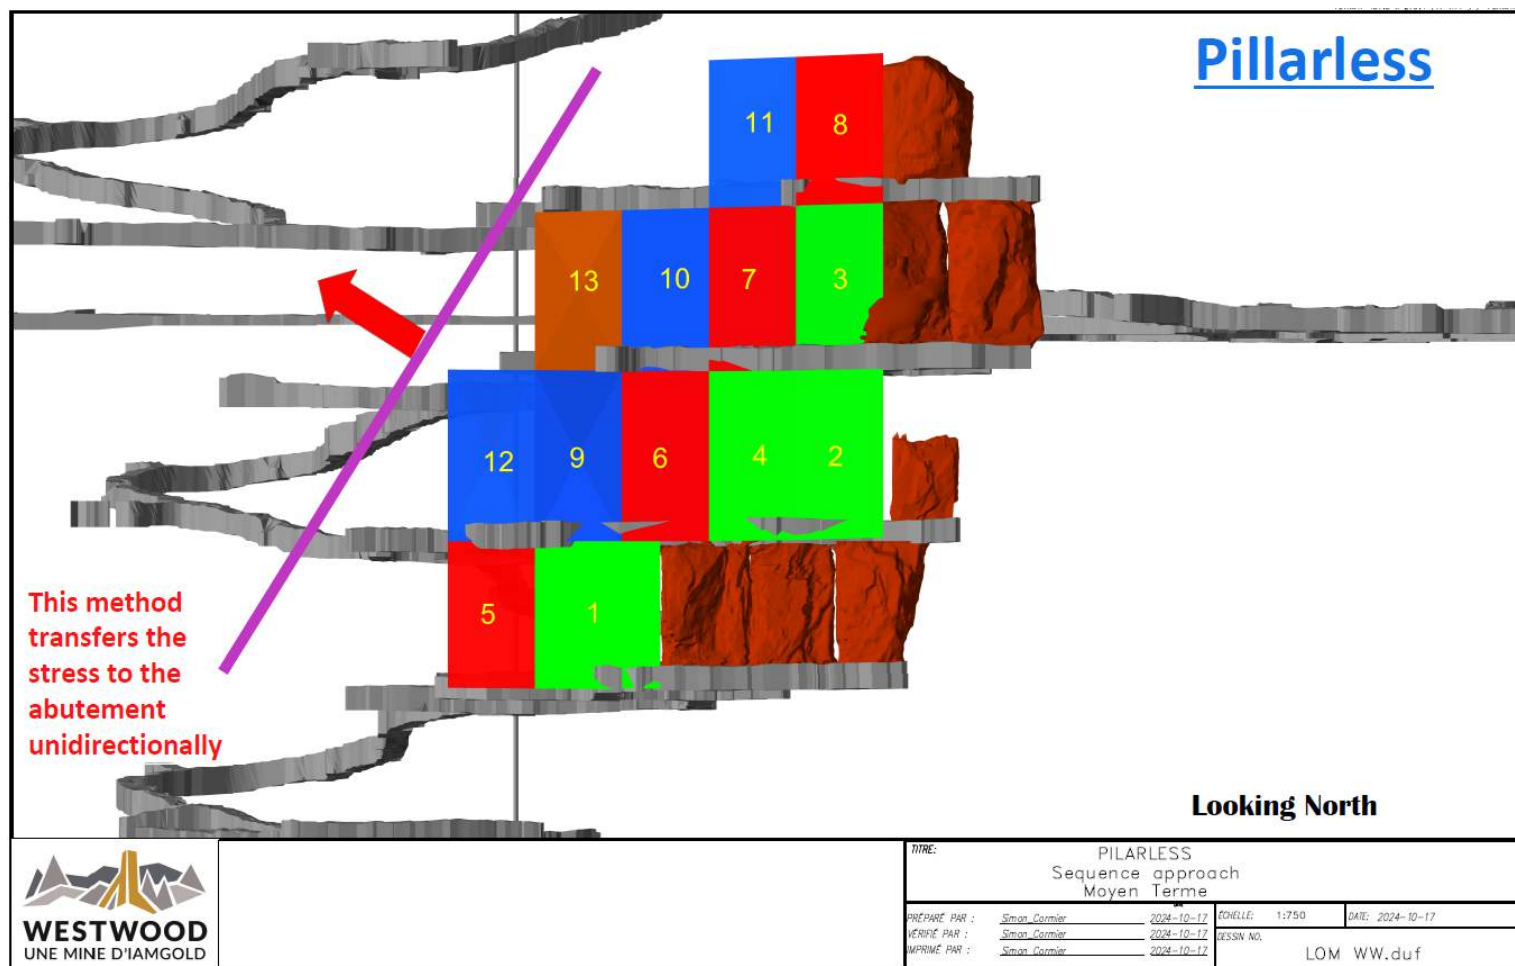 Pillarless
11 8
13 10 7 3
12 9 6 4 2
5 1
This method
transfers the
stress to the
abutement
unidirectionally
Looking North
WESTWOOD
UNE MINE D'IAMGOLD
TITRE:
PILARLESS
Sequence approach
Moyen Terme
PRÉPARÉ PAR : Simon_Cormier 2024-10-17
VÉRIFIÉ PAR : Simon_Cormier 2024-10-17
IMPRIMÉ PAR : Simon_Cormier 2024-10-17
ÉCHELLE: 1:750 DATE: 2024-10-17
DESSIN NO.
LOM WW.duf